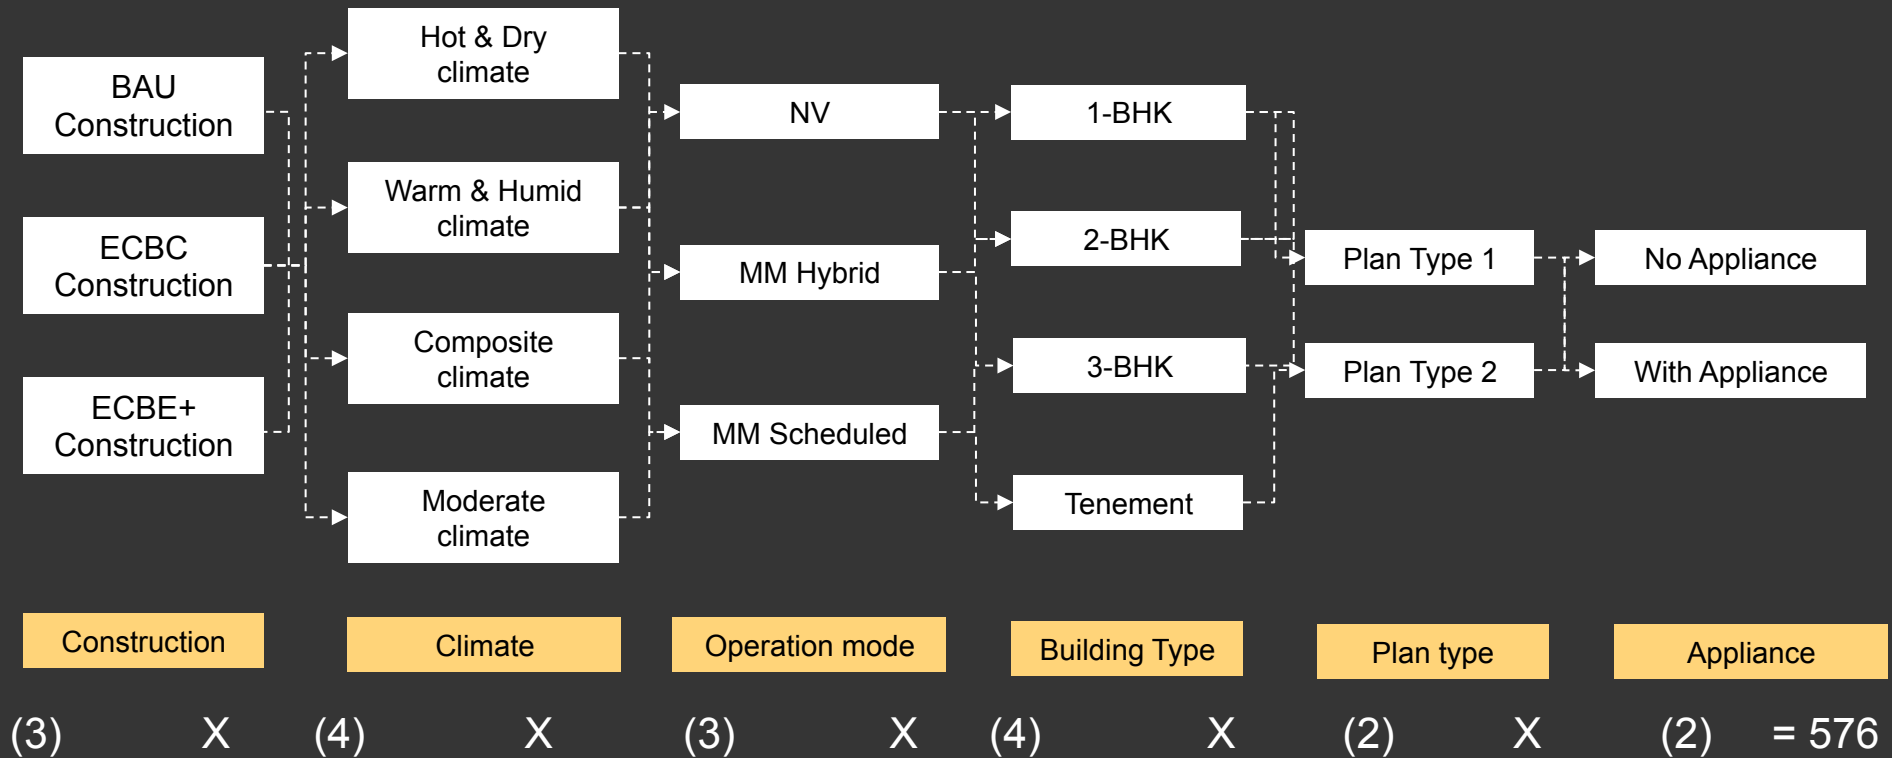 BAU
Construction
ECBC
Construction
ECBE+
Construction
Hot & Dry
climate
Warm & Humid
climate
Composite
climate
Moderate
climate
NV
MM Hybrid
MM Scheduled
1-BHK
2-BHK
3-BHK
Tenement
Plan Type 1
Plan Type 2
No Appliance
With Appliance
Construction
Climate
Operation mode
Building Type
Plan type
Appliance
(3) X (4) X (3) X (4) X (2) X (2) = 576